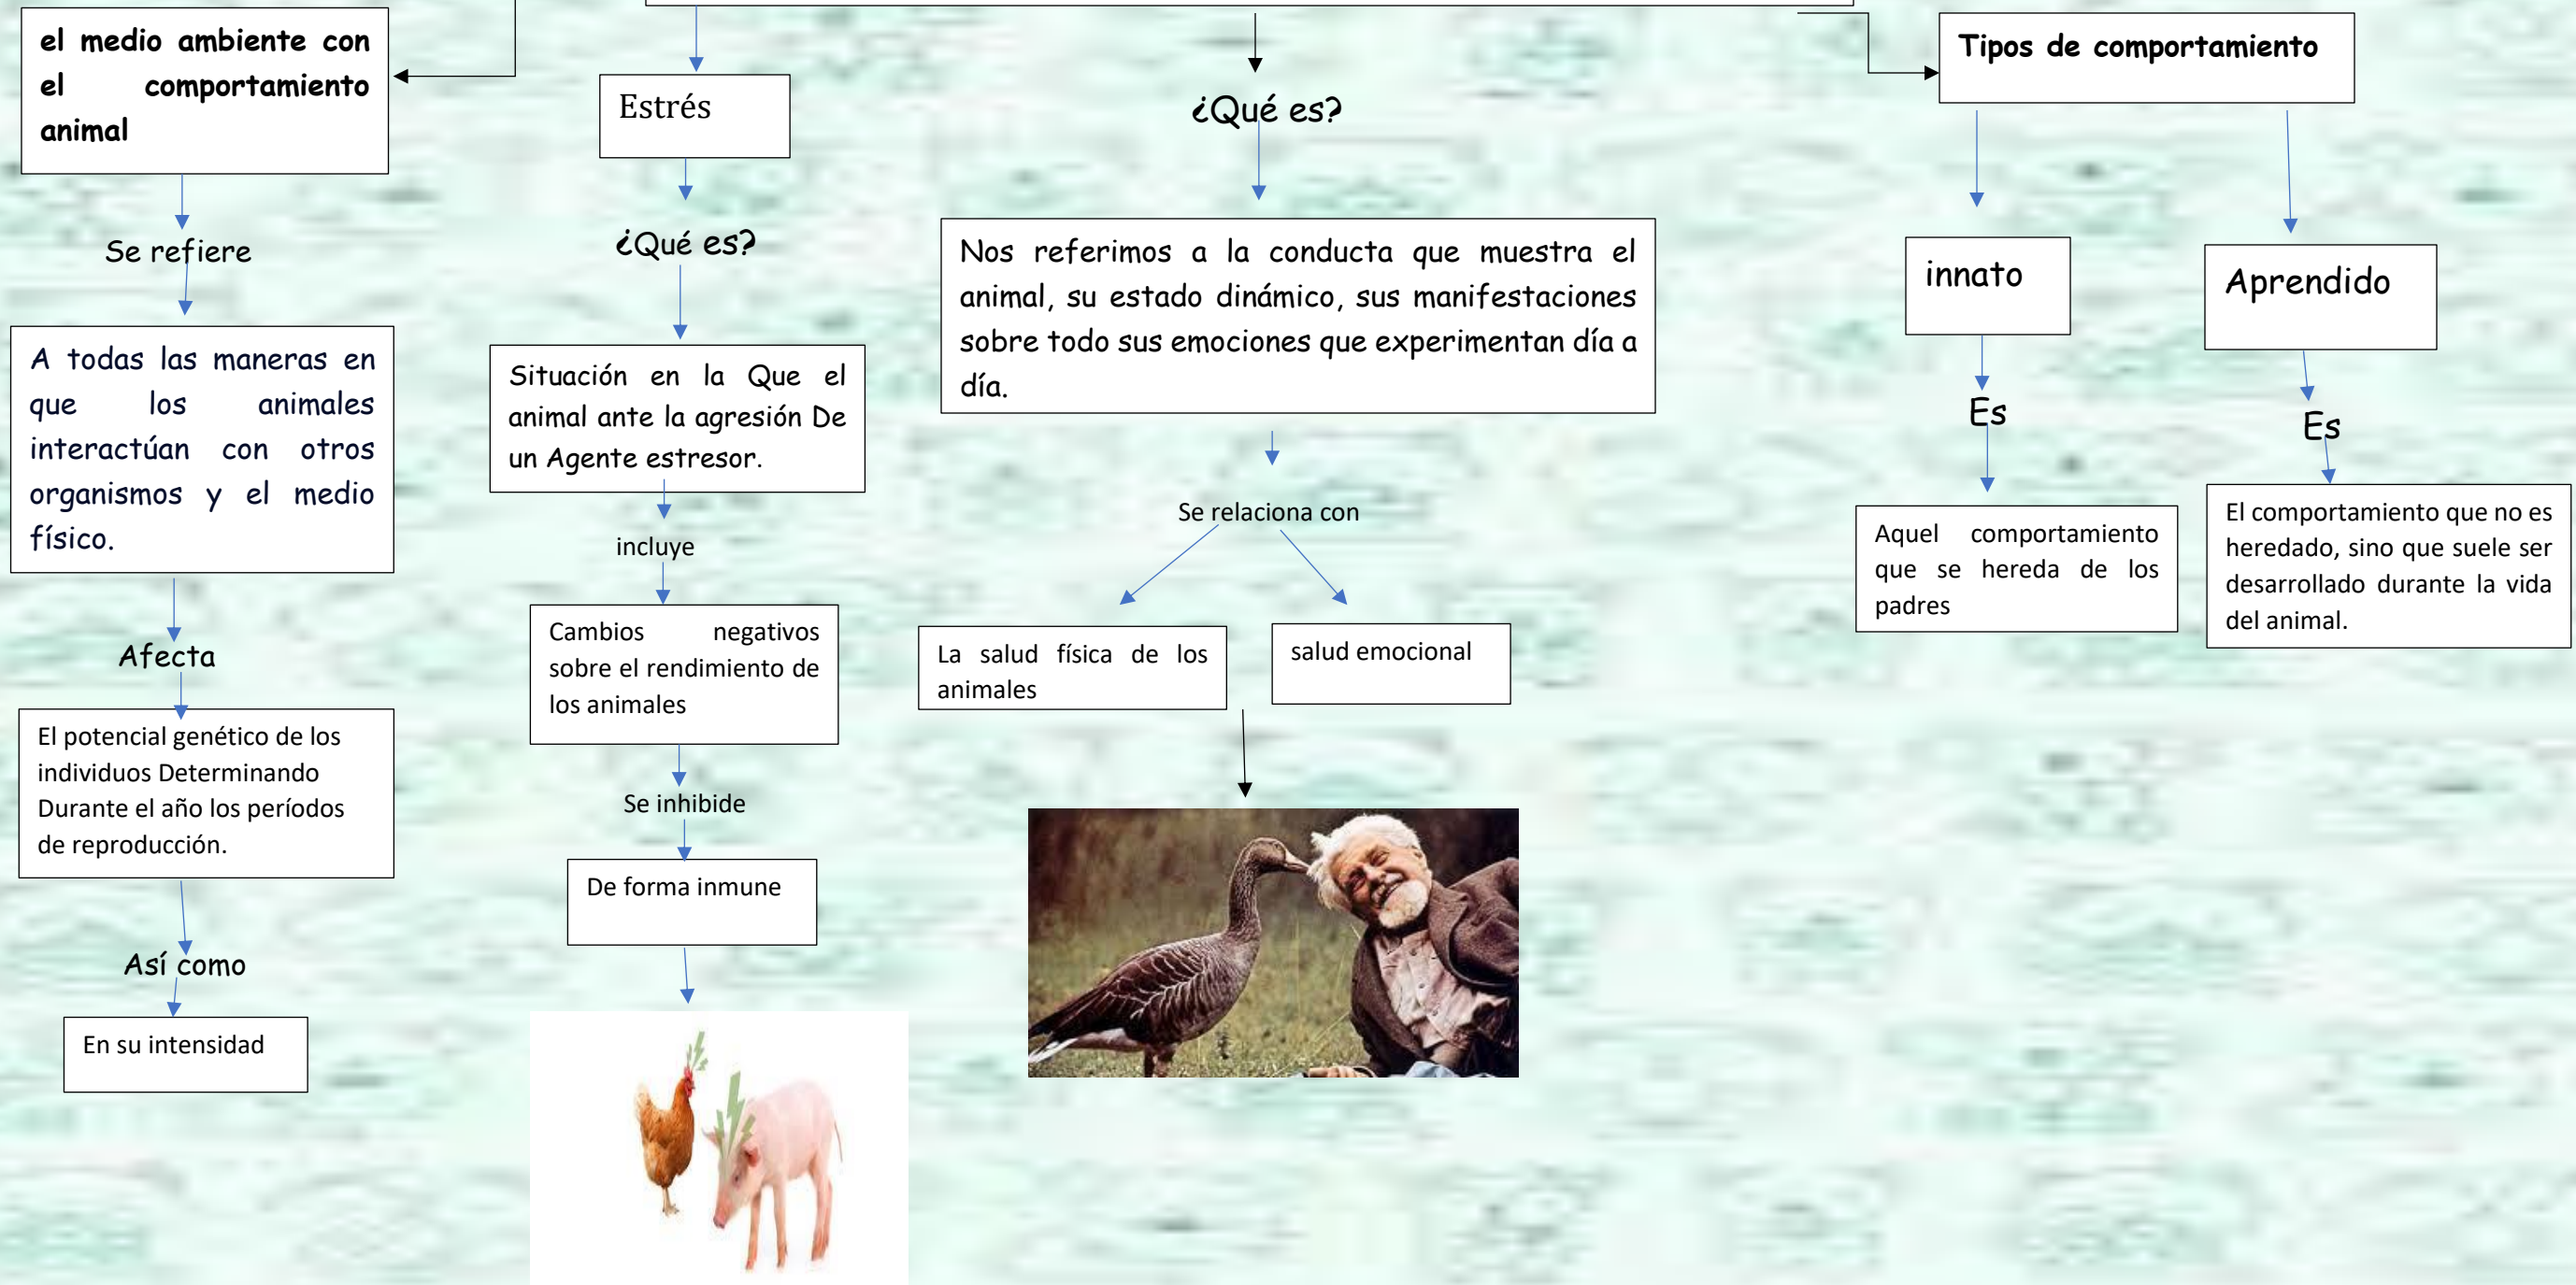 el medio ambiente con
el comportamiento
animal
Se refiere
A todas las maneras en
que los animales
interactúan con otros
organismos y el medio
físico.
Afecta
El potencial genético de los
individuos Determinando
Durante el año los períodos
de reproducción.
Así como
En su intensidad
Estrés
¿Qué es?
Situación en la Que el
animal ante la agresión De
un Agente estresor.
incluye
Cambios negativos
sobre el rendimiento de
los animales
Se inhibide
De forma inmune
¿Qué es?
Nos referimos a la conducta que muestra el
animal, su estado dinámico, sus manifestaciones
sobre todo sus emociones que experimentan día a
día.
Se relaciona con
La salud física de los
animales
salud emocional
Tipos de comportamiento
innato
Es
Aquel comportamiento
que se hereda de los
padres
Aprendido
Es
El comportamiento que no es
heredado, sino que suele ser
desarrollado durante la vida
del animal.